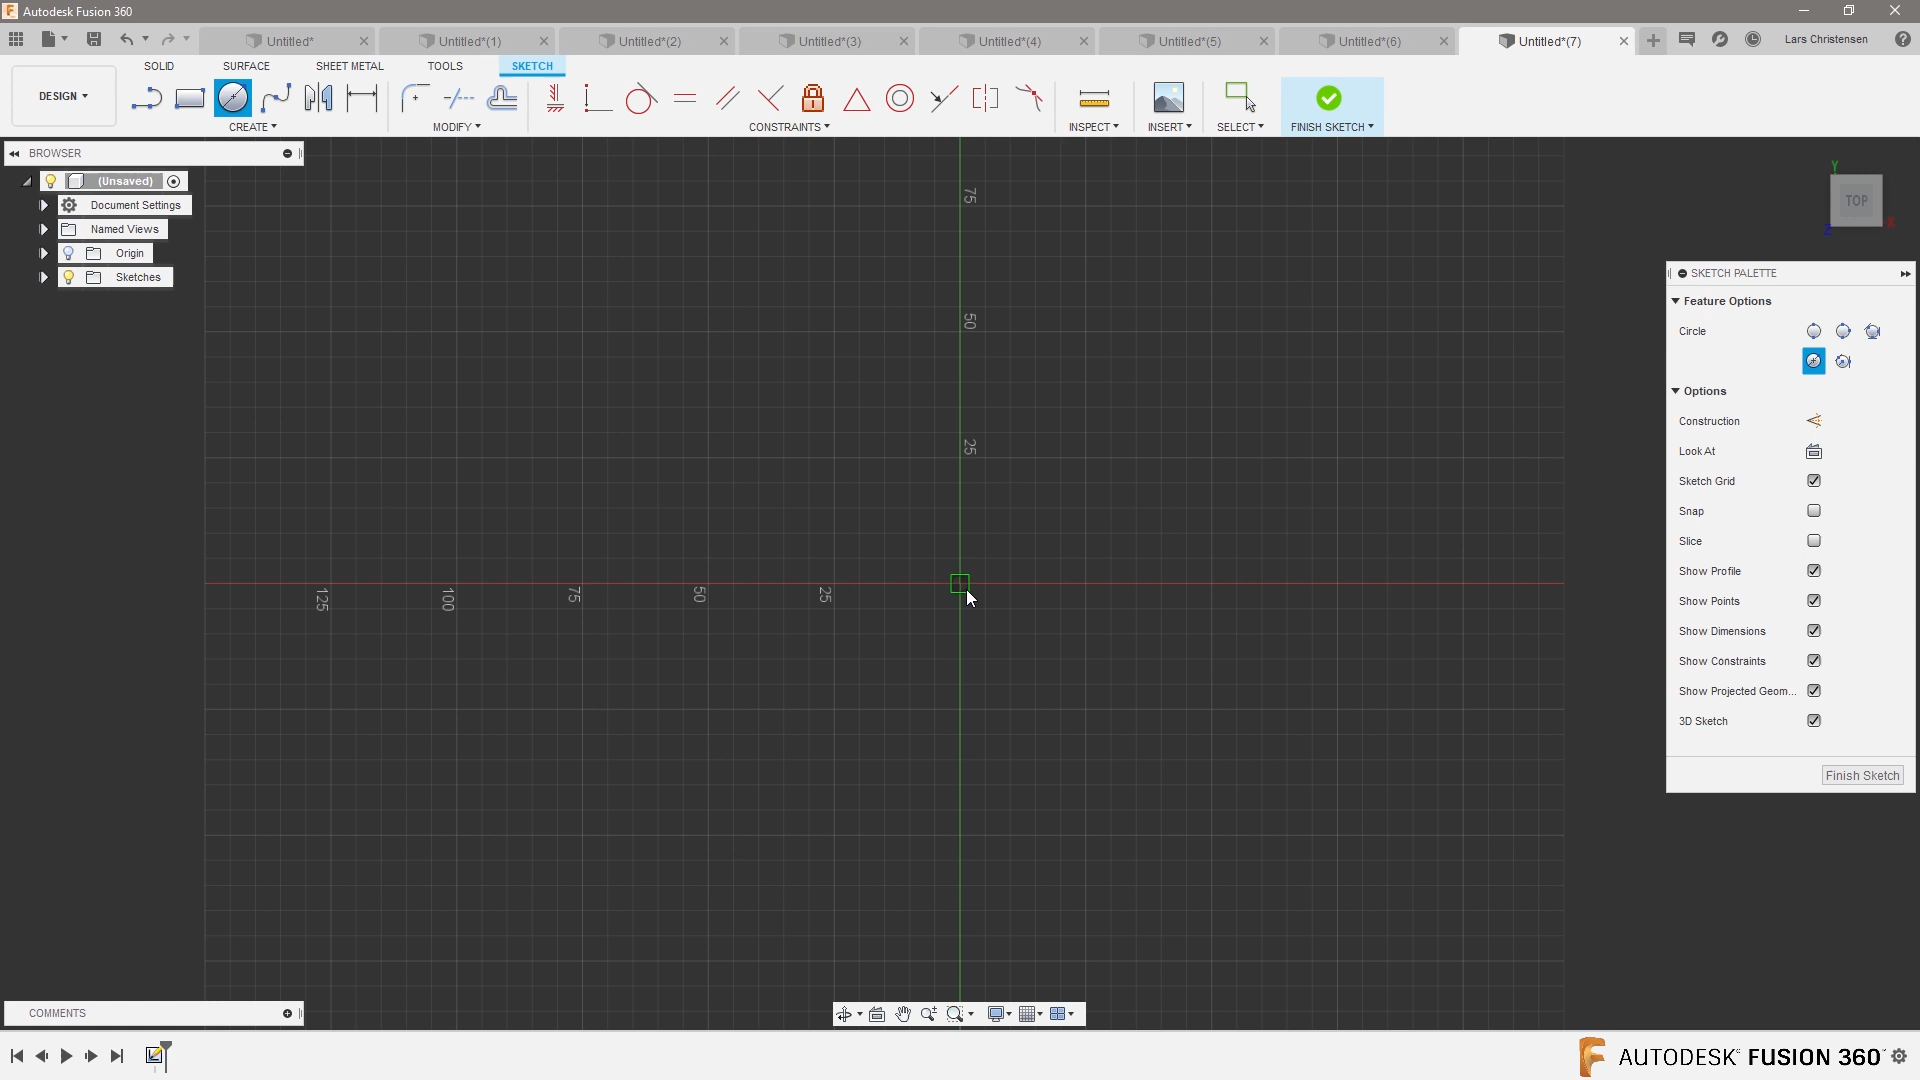 Autodesk Fusion 360
Untitled*
Untitled*(1)
Untitled*(2)
Untitled*(3)
Untitled*(4)
Untitled*(5)
Untitled*(6)
Untitled*(7)
Lars Christensen
SOLID
SURFACE
SHEET METAL
TOOLS
SKETCH
DESIGN
CREATE
MODIFY
CONSTRAINTS
INSPECT
INSERT
SELECT
FINISH SKETCH
BROWSER
(Unsaved)
Document Settings
Named Views
Origin
Sketches
75
50
25
125
100
75
50
25
Y
TOP
X
Z
SKETCH PALETTE
Feature Options
Circle
Options
Construction
Look At
Sketch Grid
Snap
Slice
Show Profile
Show Points
Show Dimensions
Show Constraints
Show Projected Geom...
3D Sketch
Finish Sketch
COMMENTS
AUTODESK FUSION 360